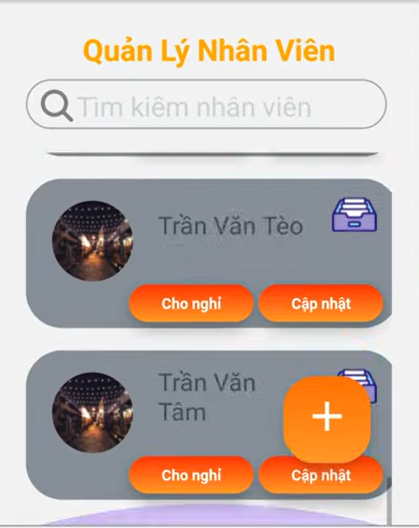 Quản Lý Nhân Viên
Tìm kiêm nhân viên
Trần Văn Tèo
Cho nghỉ
Cập nhật
Trần Văn
Tâm
Cho nghỉ
Cập nhật